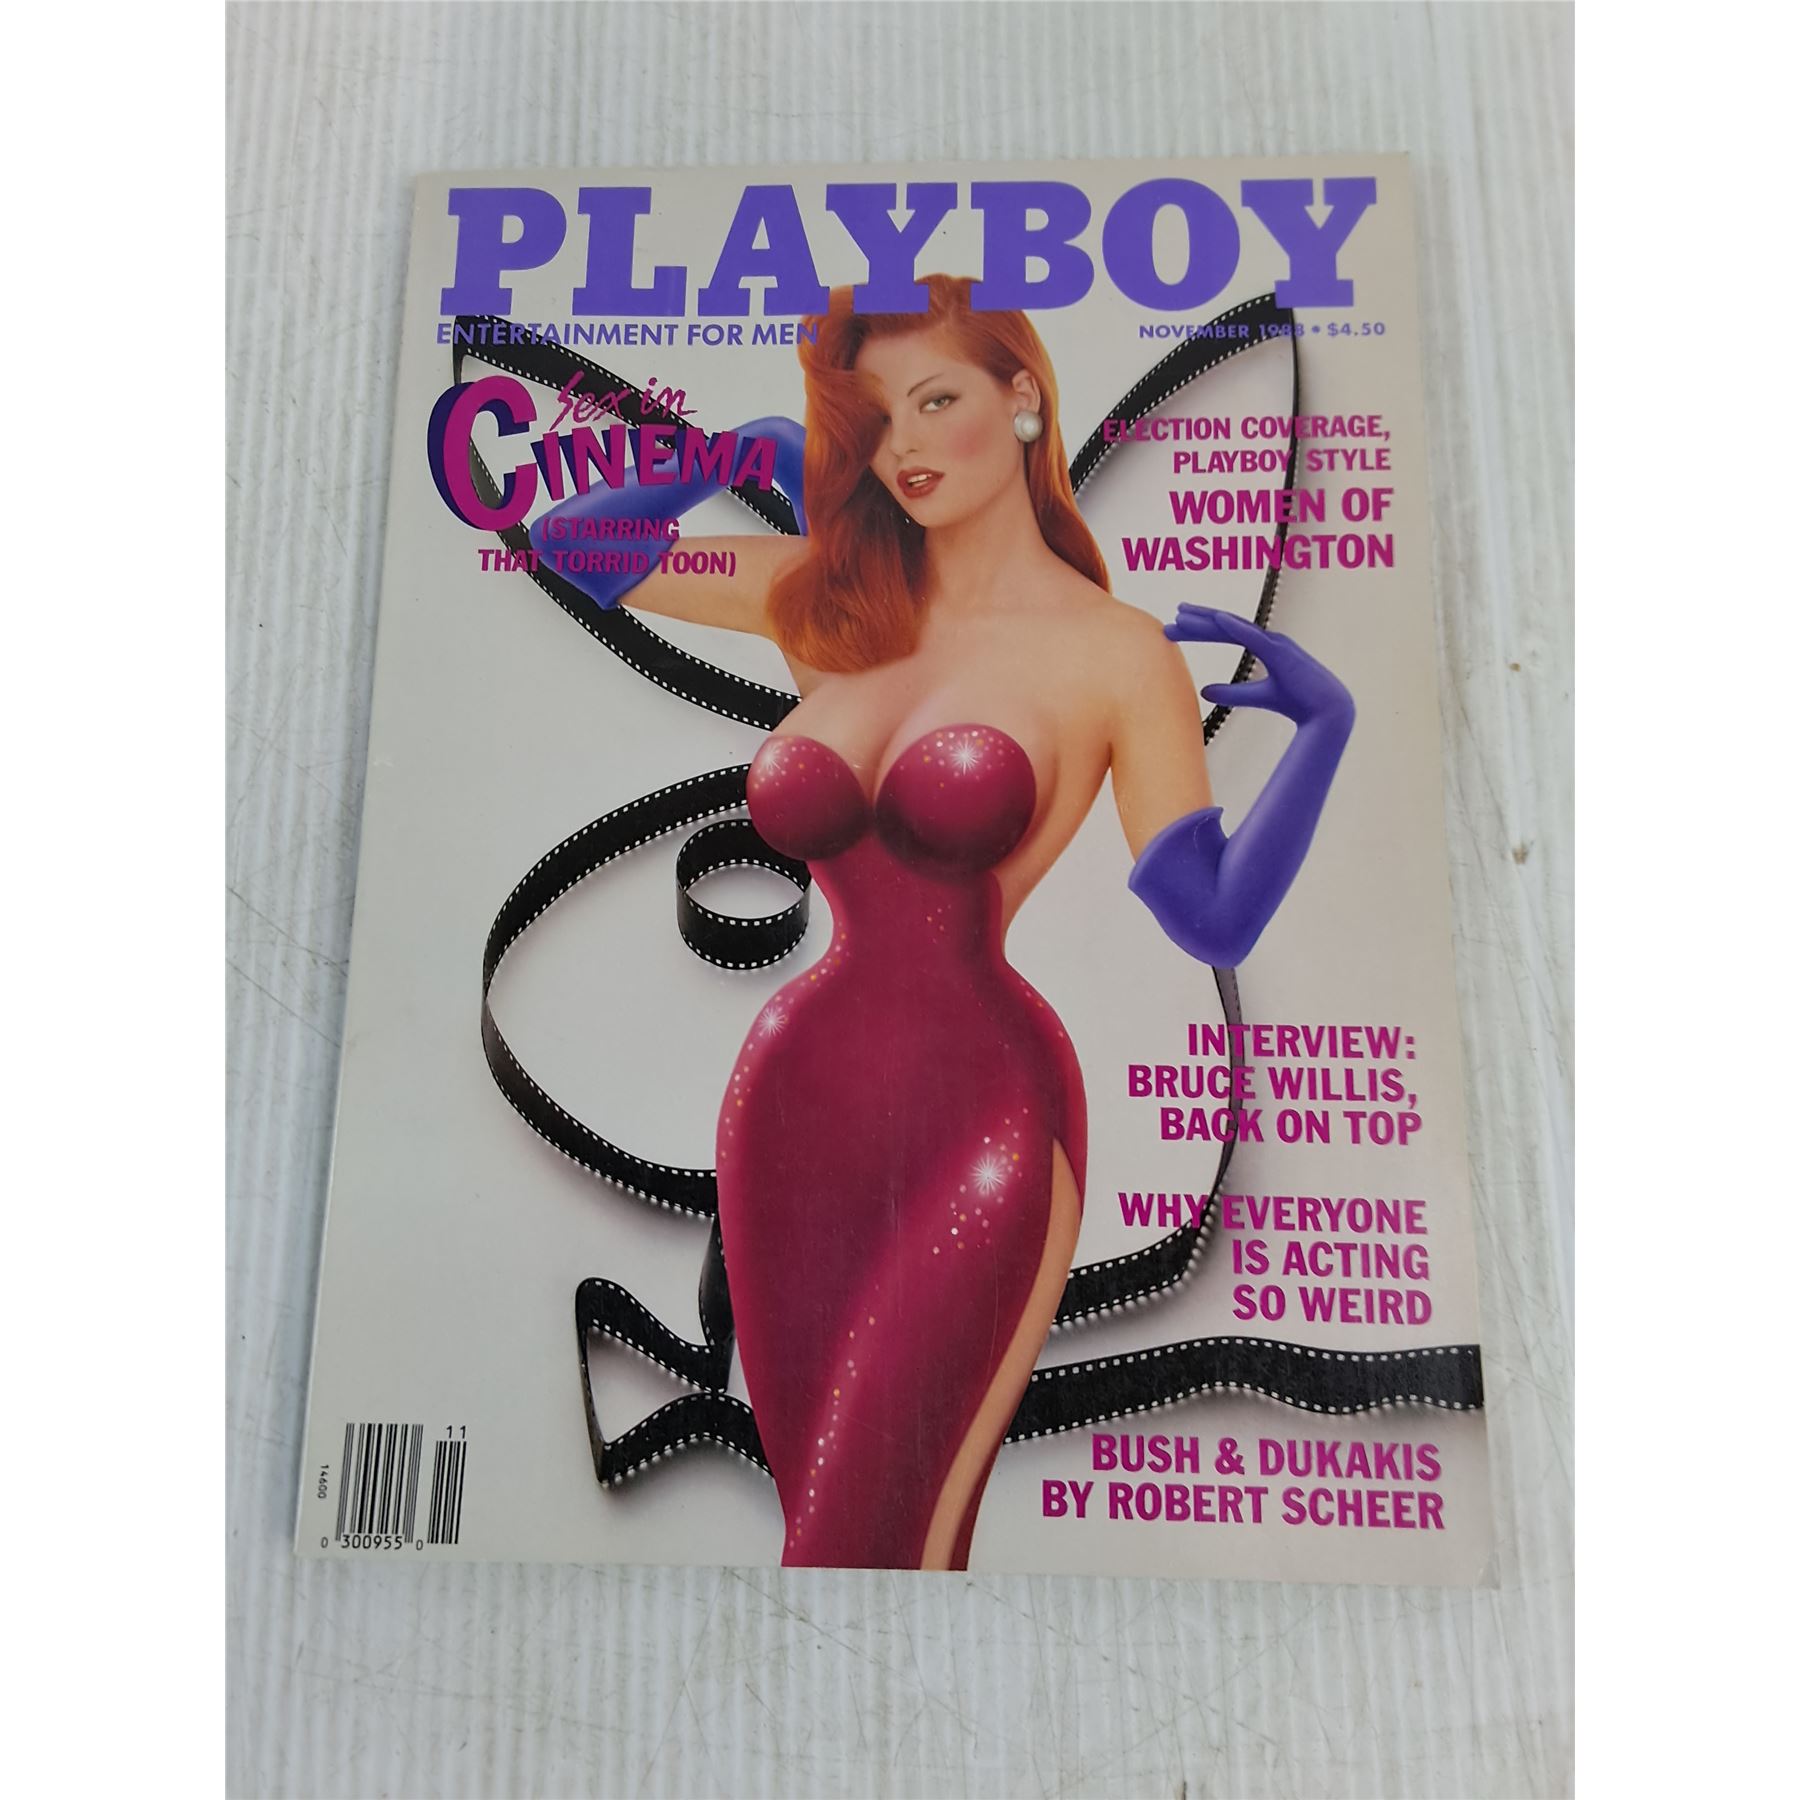 PLAYBOY
ENTERTAINMENT FOR MEN
NOVEMBER 1988 • $4.50
Sex in
CINEMA
(STARRING
THAT TORRID TOON)
ELECTION COVERAGE,
PLAYBOY STYLE
WOMEN OF
WASHINGTON
INTERVIEW:
BRUCE WILLIS,
BACK ON TOP
WHY EVERYONE
IS ACTING
SO WEIRD
BUSH & DUKAKIS
BY ROBERT SCHEER
11
14600
0 300955 0